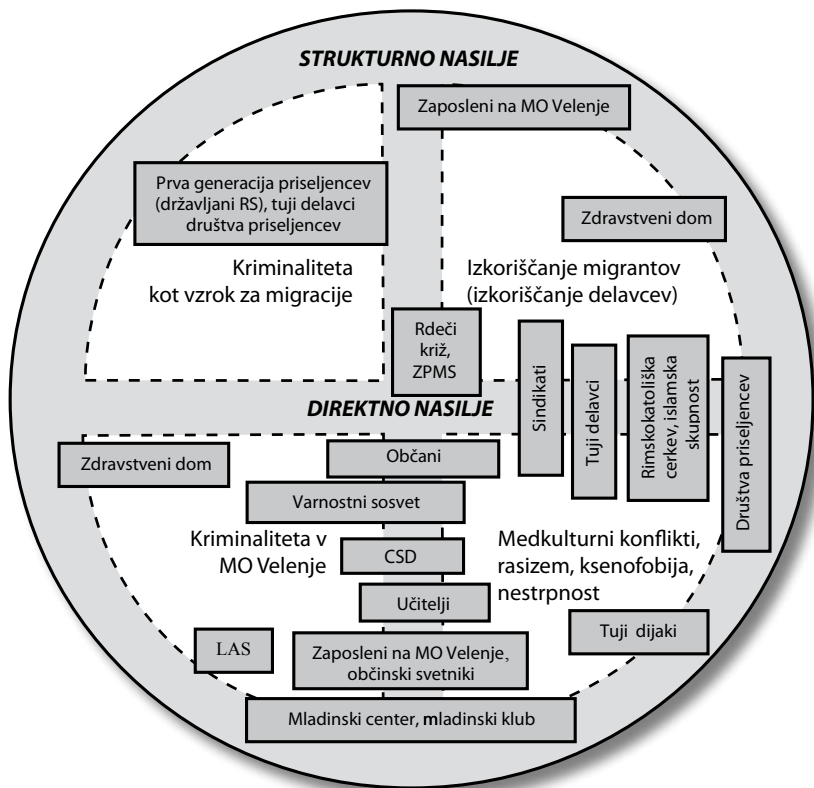 STRUKTURNO NASILJE
Zaposleni na MO Velenje
Prva generacija priseljencev
(državljani RS), tuji delavci
društva priseljencev
Zdravstveni dom
Kriminaliteta
kot vzrok za migracije
Izkoriščanje migrantov
(izkoriščanje delavcev)
Rdeči
križ,
ZPMS
Sindikati
Tuji delavci
Rimskokatoliška
cerkev, islamska
skupnost
Društva priseljencev
DIREKTNO NASILJE
Zdravstveni dom
Občani
Varnostni sosvet
Kriminaliteta v
MO Velenje
CSD
Medkulturni konflikti,
rasizem, ksenofobija,
nestrpnost
Učitelji
Tuji dijaki
LAS
Zaposleni na MO Velenje,
občinski svetniki
Mladinski center, mladinski klub